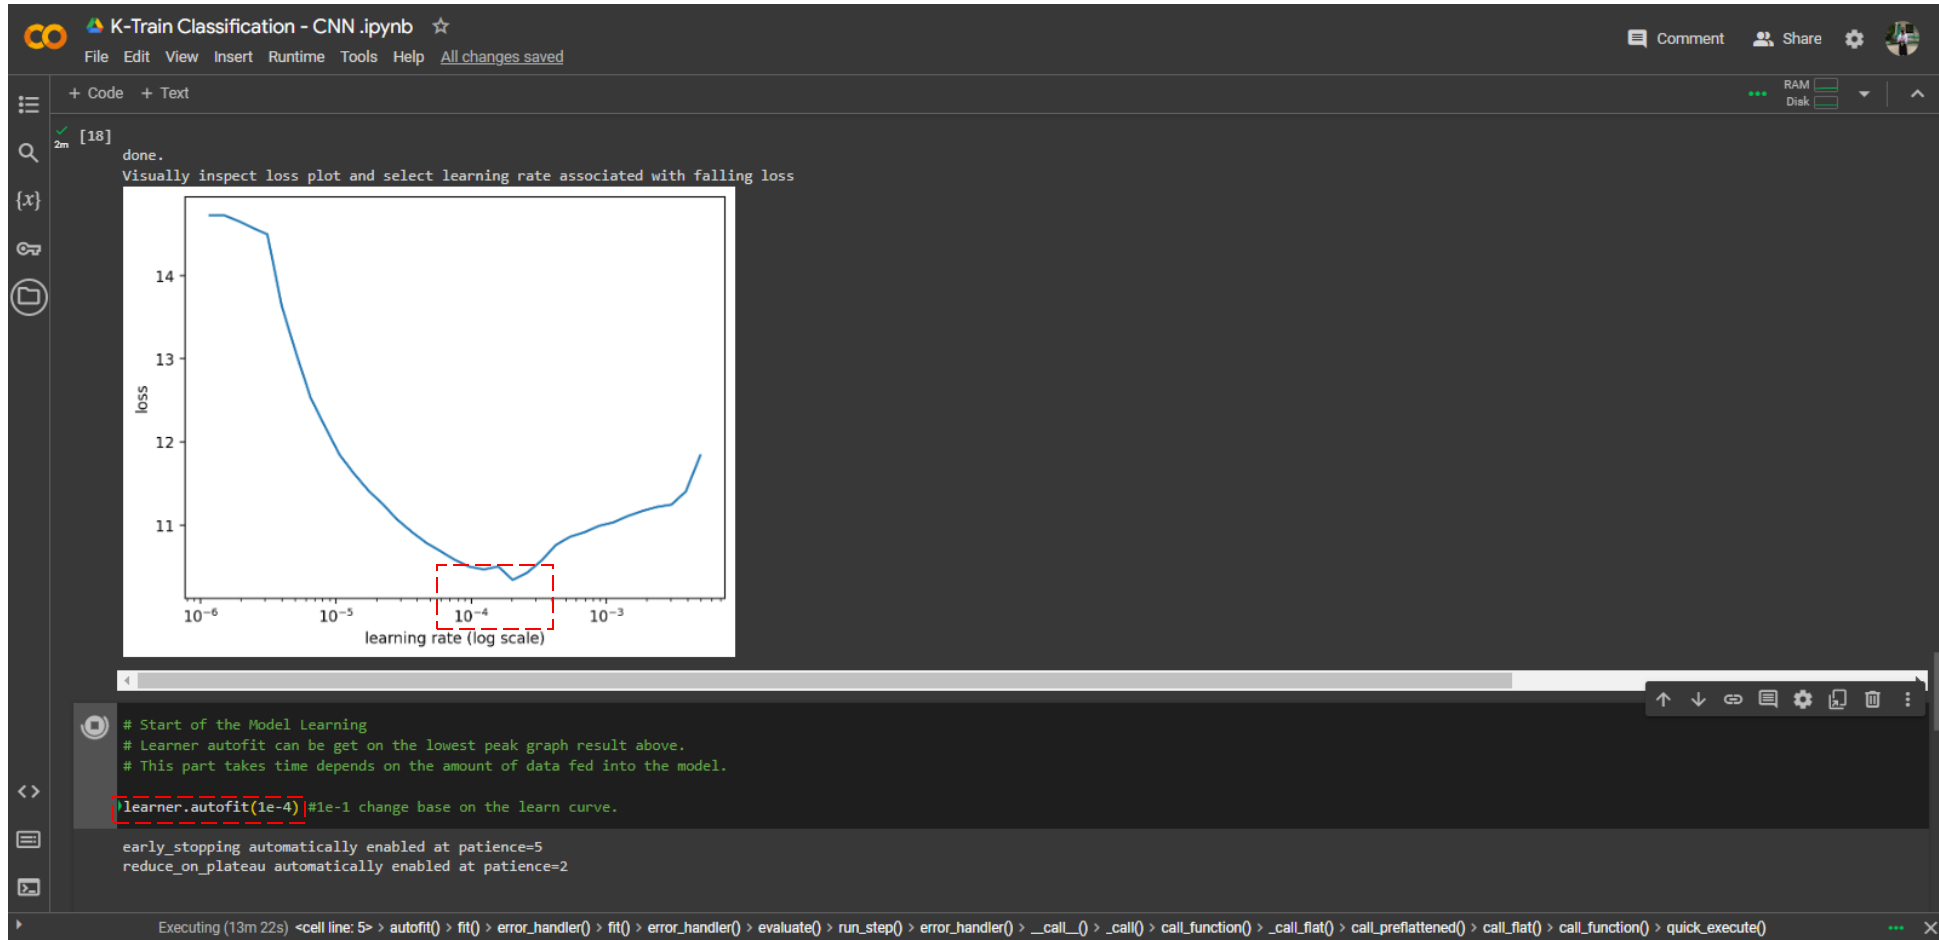 K-Train Classification - CNN .ipynb
Comment
Share
File Edit View Insert Runtime Tools Help All changes saved
+ Code + Text
RAM
Disk
2m
[18]
done.
Visually inspect loss plot and select learning rate associated with falling loss
{x}
14
13
12
11
loss
10⁻⁶ 10⁻⁵ 10⁻⁴ 10⁻³
learning rate (log scale)
# Start of the Model Learning
# Learner autofit can be get on the lowest peak graph result above.
# This part takes time depends on the amount of data fed into the model.
learner.autofit(1e-4) #1e-1 change base on the learn curve.
early_stopping automatically enabled at patience=5
reduce_on_plateau automatically enabled at patience=2
Executing (13m 22s) <cell line: 5> > autofit() > fit() > error_handler() > fit() > error_handler() > evaluate() > run_step() > error_handler() > __call__() > _call() > call_function() > _call_flat() > call_preflattened() > call_flat() > call_function() > quick_execute()